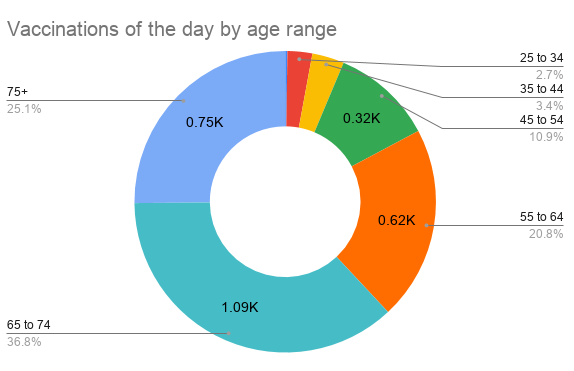 Vaccinations of the day by age range
25 to 34
2.7%
35 to 44
3.4%
45 to 54
10.9%
75+
25.1%
0.75K
0.32K
55 to 64
20.8%
0.62K
1.09K
65 to 74
36.8%